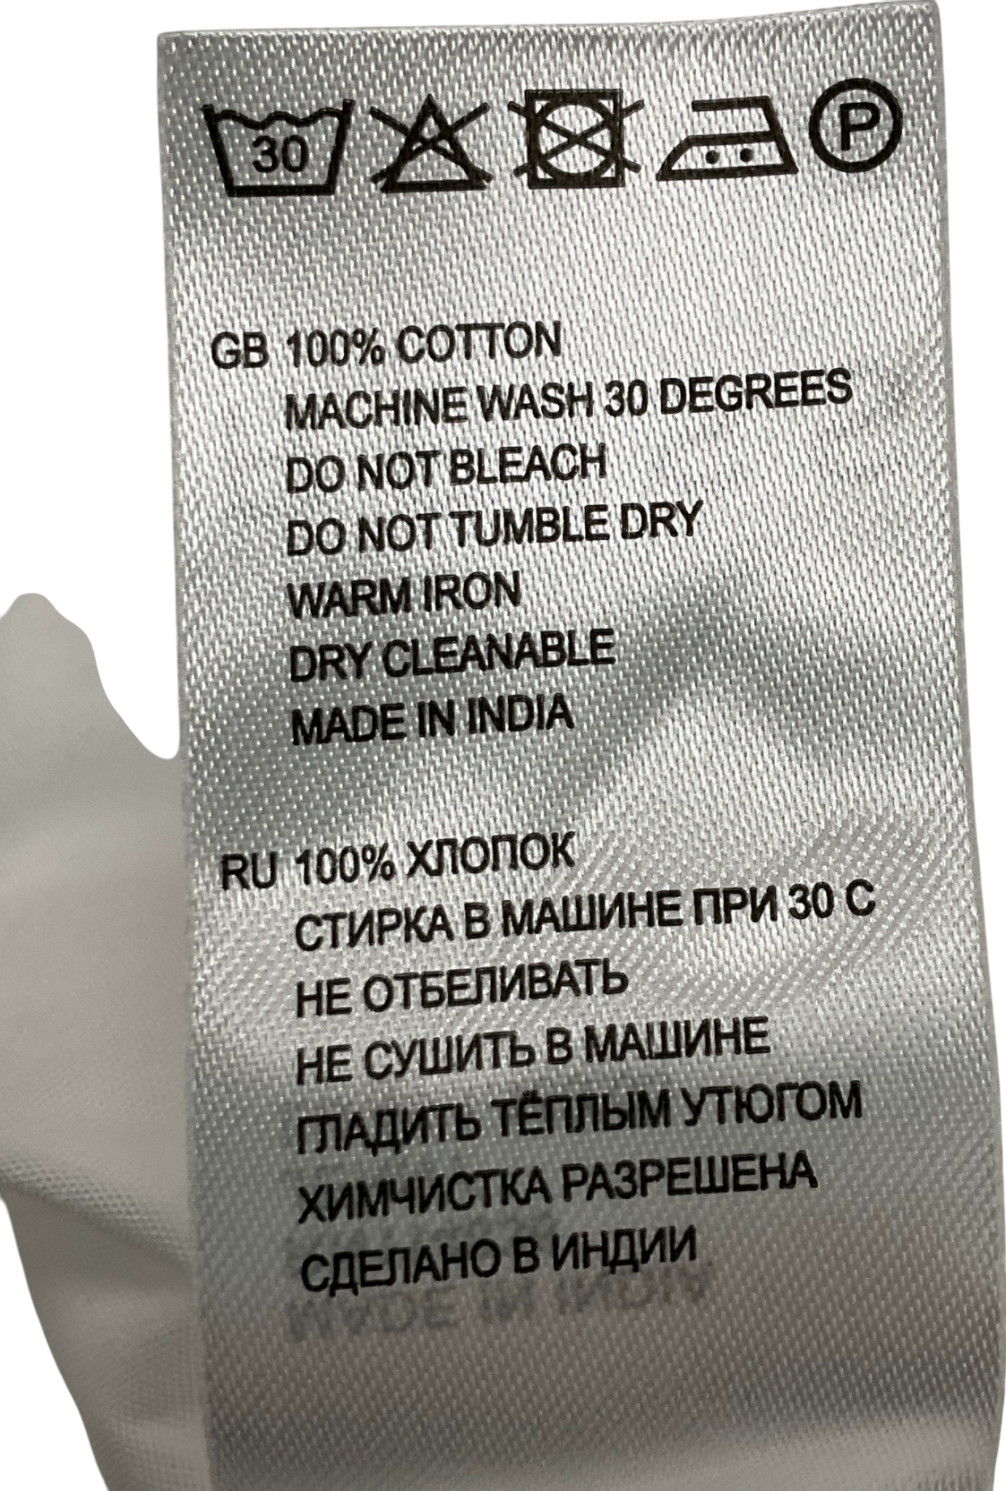 30 P
GB 100% COTTON
MACHINE WASH 30 DEGREES
DO NOT BLEACH
DO NOT TUMBLE DRY
WARM IRON
DRY CLEANABLE
MADE IN INDIA
RU 100% ХЛОПОК
СТИРКА В МАШИНЕ ПРИ 30 С
НЕ ОТБЕЛИВАТЬ
НЕ СУШИТЬ В МАШИНЕ
ГЛАДИТЬ ТЁПЛЫМ УТЮГОМ
ХИМЧИСТКА РАЗРЕШЕНА
СДЕЛАНО В ИНДИИ